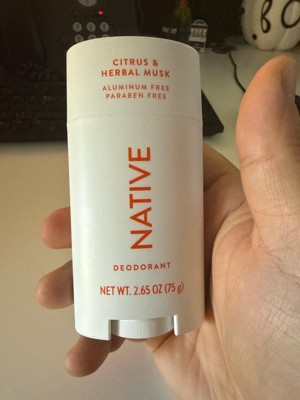 CITRUS &
HERBAL MUSK
ALUMINUM FREE
PARABEN FREE
NATIVE
DEODORANT
NET WT. 2.65 OZ (75 g)